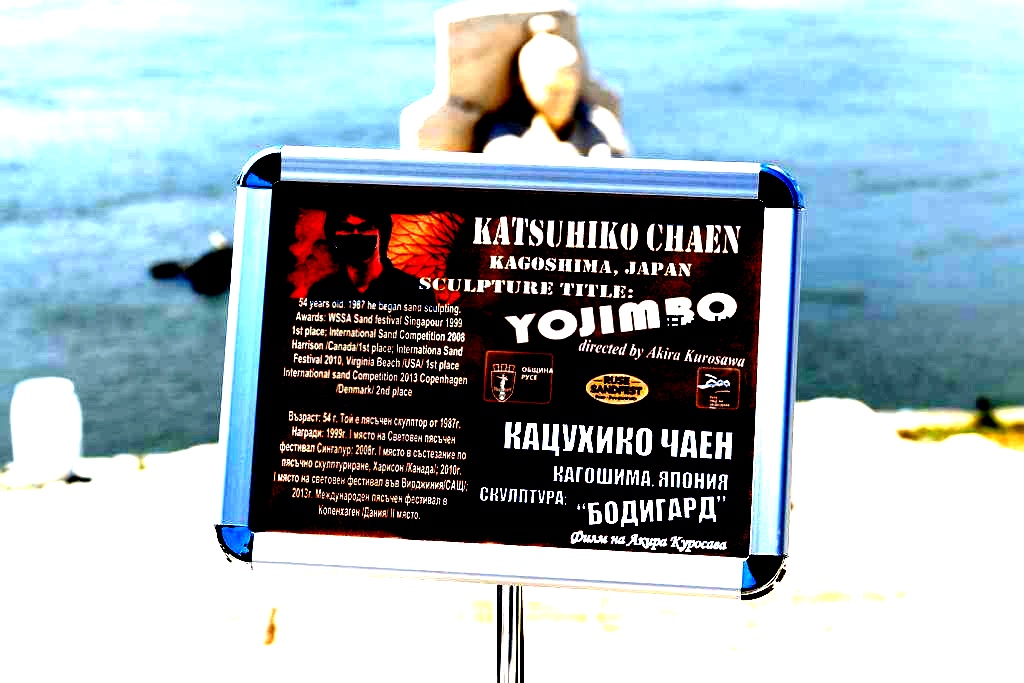 KATSUHIKO CHAEN
KAGOSHIMA, JAPAN
SCULPTURE TITLE:
YOJIMBO
directed by Akira Kurosawa
54 years old. 1987 he began sand sculpting.
Awards: WSSA Sand festival Singapour 1999
1st place; International Sand Competition 2008
Harrison /Canada/1st place; Internationa Sand
Festival 2010, Virginia Beach /USA/ 1st place
International sand Competition 2013 Copenhagen
/Denmark/ 2nd place
ОБЩИНА
РУСЕ
RUSE
SANDFEST
Възраст: 54 г. Той е пясъчен скулптор от 1987г.
Награди: 1999г. I място на Световен пясъчен
фестивал Сингапур; 2008г. I място в състезание по
пясъчно скулптуриране, Харисон /Канада/; 2010г.
I място на световен фестивал във Вирджиния/САЩ/;
2013г. Международен пясъчен фестивал в
Копенхаген /Дания/ II място.
КАЦУХИКО ЧАЕН
КАГОШИМА, ЯПОНИЯ
СКУЛПТУРА:
“БОДИГАРД”
Филм на Акира Куросава